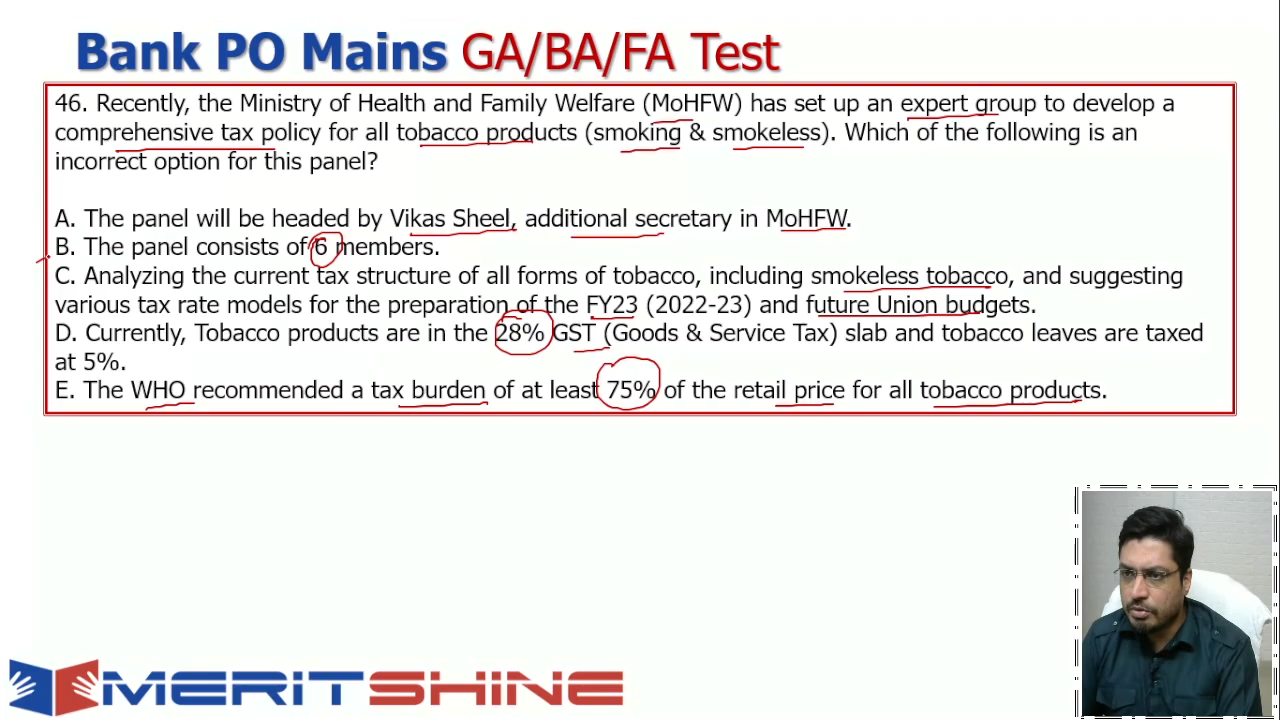 Bank PO Mains GA/BA/FA Test
46. Recently, the Ministry of Health and Family Welfare (MoHFW) has set up an expert group to develop a
comprehensive tax policy for all tobacco products (smoking & smokeless). Which of the following is an
incorrect option for this panel?
A. The panel will be headed by Vikas Sheel, additional secretary in MoHFW.
B. The panel consists of 6 members.
C. Analyzing the current tax structure of all forms of tobacco, including smokeless tobacco, and suggesting
various tax rate models for the preparation of the FY23 (2022-23) and future Union budgets.
D. Currently, Tobacco products are in the 28% GST (Goods & Service Tax) slab and tobacco leaves are taxed
at 5%.
E. The WHO recommended a tax burden of at least 75% of the retail price for all tobacco products.
MERITSHINE